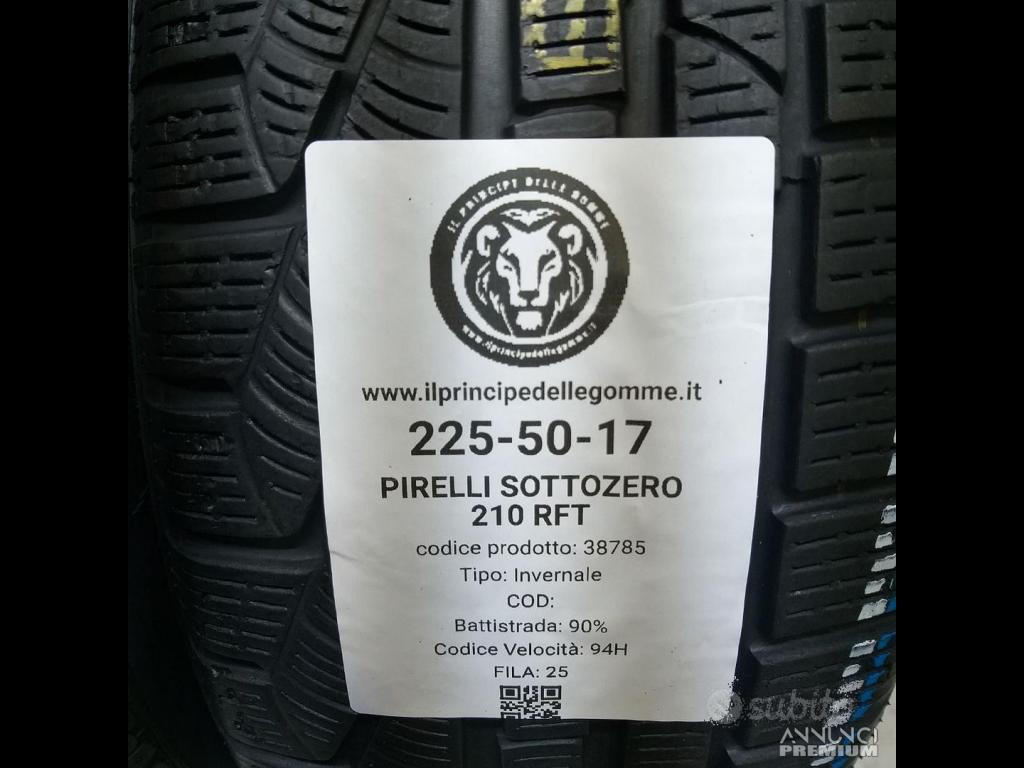 IL PRINCIPE DELLE GOMME
www.ilprincipedellegomme.it
www.ilprincipedellegomme.it
225-50-17
PIRELLI SOTTOZERO
210 RFT
codice prodotto: 38785
Tipo: Invernale
COD:
Battistrada: 90%
Codice Velocità: 94H
FILA: 25
subito
ANNUNCI
PREMIUM